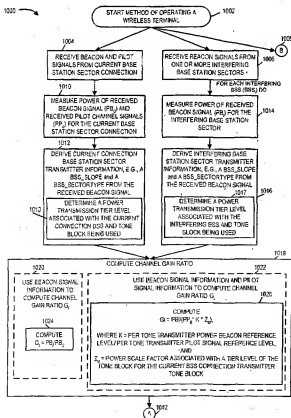 1000
START METHOD OF OPERATING A
WIRELESS TERMINAL
1002
1004
RECEIVE BEACON AND PILOT
SIGNALS FROM CURRENT BASE
STATION SECTOR CONNECTION
1006
RECEIVE BEACON SIGNALS FROM
ONE OR MORE INTERFERING
BASE STATION SECTORS
B
FOR EACH INTERFERING
BSS (BSS) DO
1010
MEASURE POWER OF RECEIVED
BEACON SIGNAL (PB) AND
RECEIVED PILOT CHANNEL SIGNALS
(PP) FOR THE CURRENT BASE
STATION SECTOR CONNECTION
1014
MEASURE POWER OF RECEIVED
BEACON SIGNAL (PB) FOR THE
INTERFERING BASE STATION
SECTOR
1012
DERIVE CURRENT CONNECTION
BASE STATION SECTOR
TRANSMITTER INFORMATION, E.G., A
BSS_SLOPE AND A
BSS_SECTORTYPE FROM THE
RECEIVED BEACON SIGNAL
1013
DETERMINE A POWER
TRANSMISSION TIER LEVEL
ASSOCIATED WITH THE CURRENT
CONNECTION BSS AND TONE
BLOCK BEING USED
DERIVE INTERFERING BASE
STATION SECTOR TRANSMITTER
INFORMATION, E.G., A BSS_SLOPE
AND A BSS_SECTORTYPE FROM
THE RECEIVED BEACON SIGNAL
1017
DETERMINE A POWER
TRANSMISSION TIER LEVEL
ASSOCIATED WITH THE
INTERFERING BSS AND TONE
BLOCK BEING USED
1016
1018
COMPUTE CHANNEL GAIN RATIO
1020
USE BEACON SIGNAL
INFORMATION TO
COMPUTE CHANNEL
GAIN RATIO G
1024
COMPUTE
G = PB/PB
1022
USE BEACON SIGNAL INFORMATION AND PILOT
SIGNAL INFORMATION TO COMPUTE CHANNEL
GAIN RATIO G
1026
COMPUTE
WHERE K = PER TONE TRANSMITTER POWER BEACON REFERENCE
LEVEL/PER TONE TRANSMITTER PILOT SIGNAL REFERENCE LEVEL,
AND
Z = POWER SCALE FACTOR ASSOCIATED WITH A TIER LEVEL OF
THE TONE BLOCK FOR THE CURRENT BSS CONNECTION TRANSMITTER
TONE BLOCK
A
1042